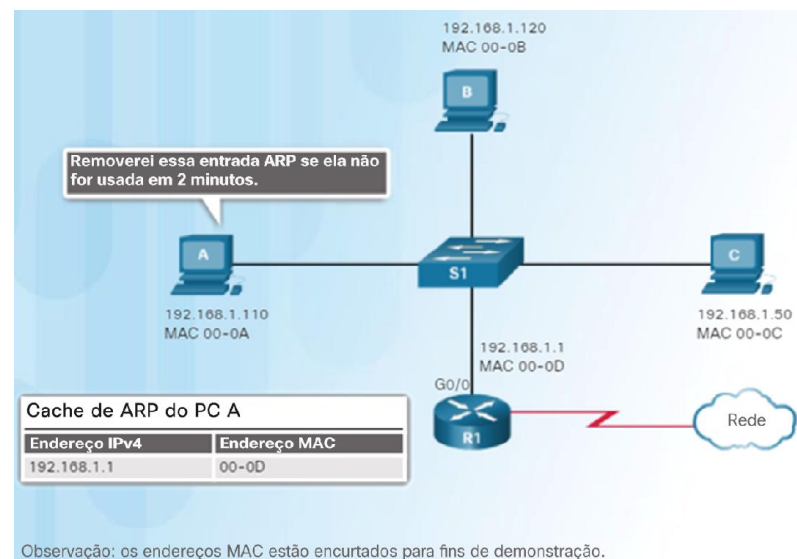 192.168.1.120
MAC 00-0B
B
Removerei essa entrada ARP se ela não
for usada em 2 minutos.
A
S1
C
192.168.1.110
MAC 00-0A
192.168.1.50
MAC 00-0C
192.168.1.1
MAC 00-0D
G0/0
R1
Rede
Cache de ARP do PC A
Endereço IPv4 Endereço MAC
192.168.1.1 00-0D
Observação: os endereços MAC estão encurtados para fins de demonstração.